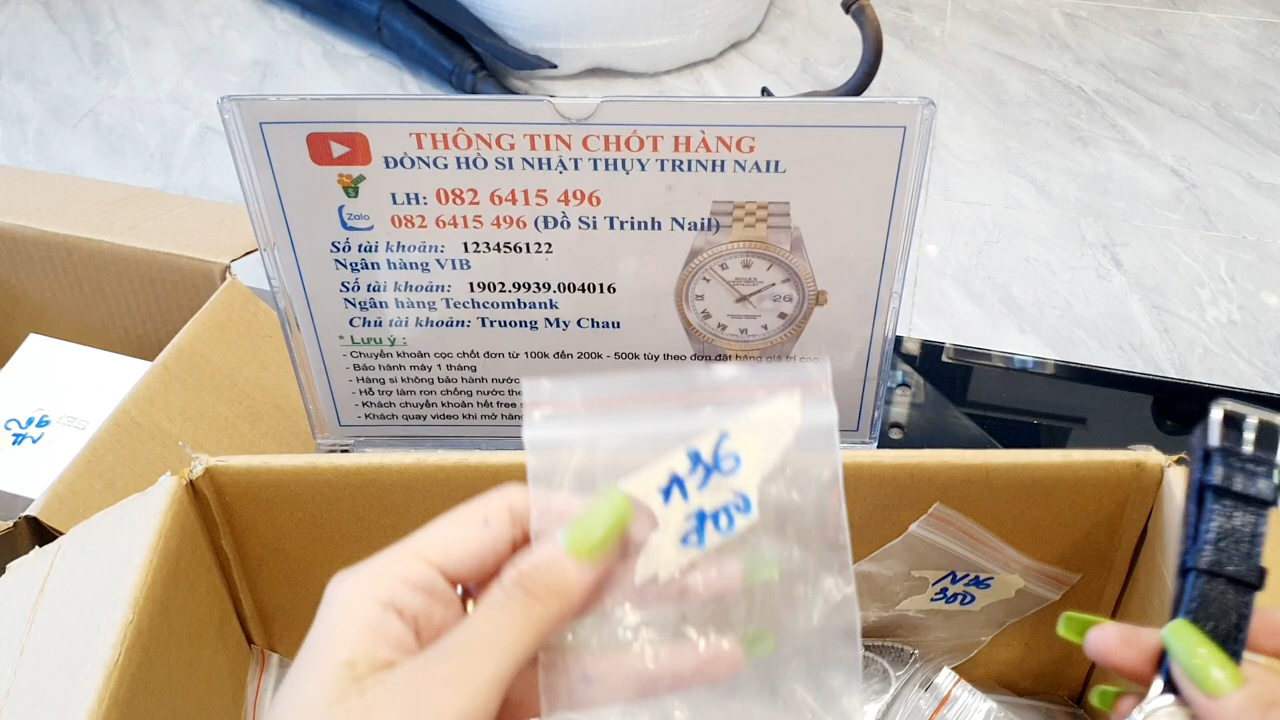 THÔNG TIN CHỐT HÀNG
ĐỒNG HỒ SI NHẬT THỤY TRINH NAIL
LH: 082 6415 496
Zalo
082 6415 496 (Đồ Si Trinh Nail)
Số tài khoản: 123456122
Ngân hàng VIB
Số tài khoản: 1902.9939.004016
Ngân hàng Techcombank
Chủ tài khoản: Truong My Chau
* Lưu ý :
- Chuyển khoản cọc chốt đơn từ 100k đến 200k - 500k tùy theo đơn đặt hàng giá trị cao
- Bảo hành máy 1 tháng
- Hàng si không bảo hành nước
- Hỗ trợ làm ron chống nước
- Khách chuyển khoản hết free
- Khách quay video khi mở
ROLEX
26
n36
N36
300